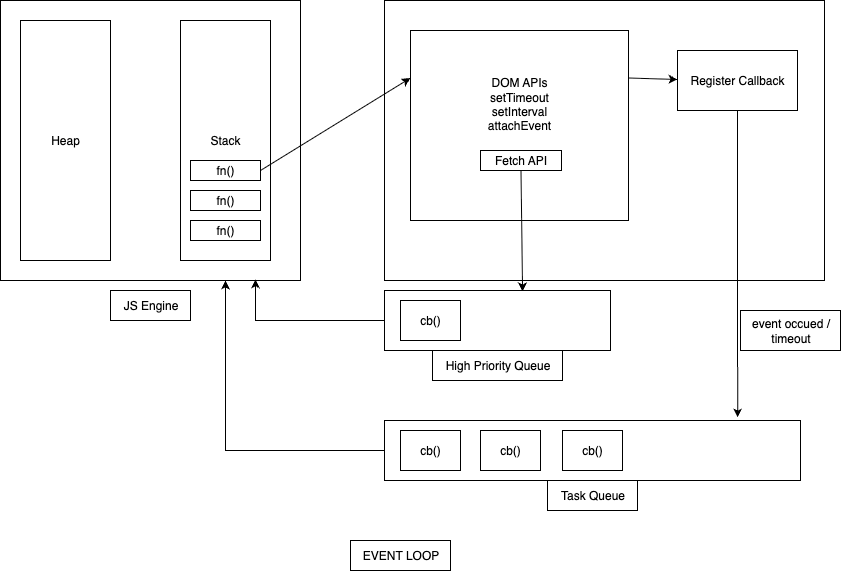 Heap
Stack
fn()
fn()
fn()
JS Engine
DOM APIs
setTimeout
setInterval
attachEvent
Fetch API
Register Callback
cb()
High Priority Queue
event occued /
timeout
cb()
cb()
cb()
Task Queue
EVENT LOOP